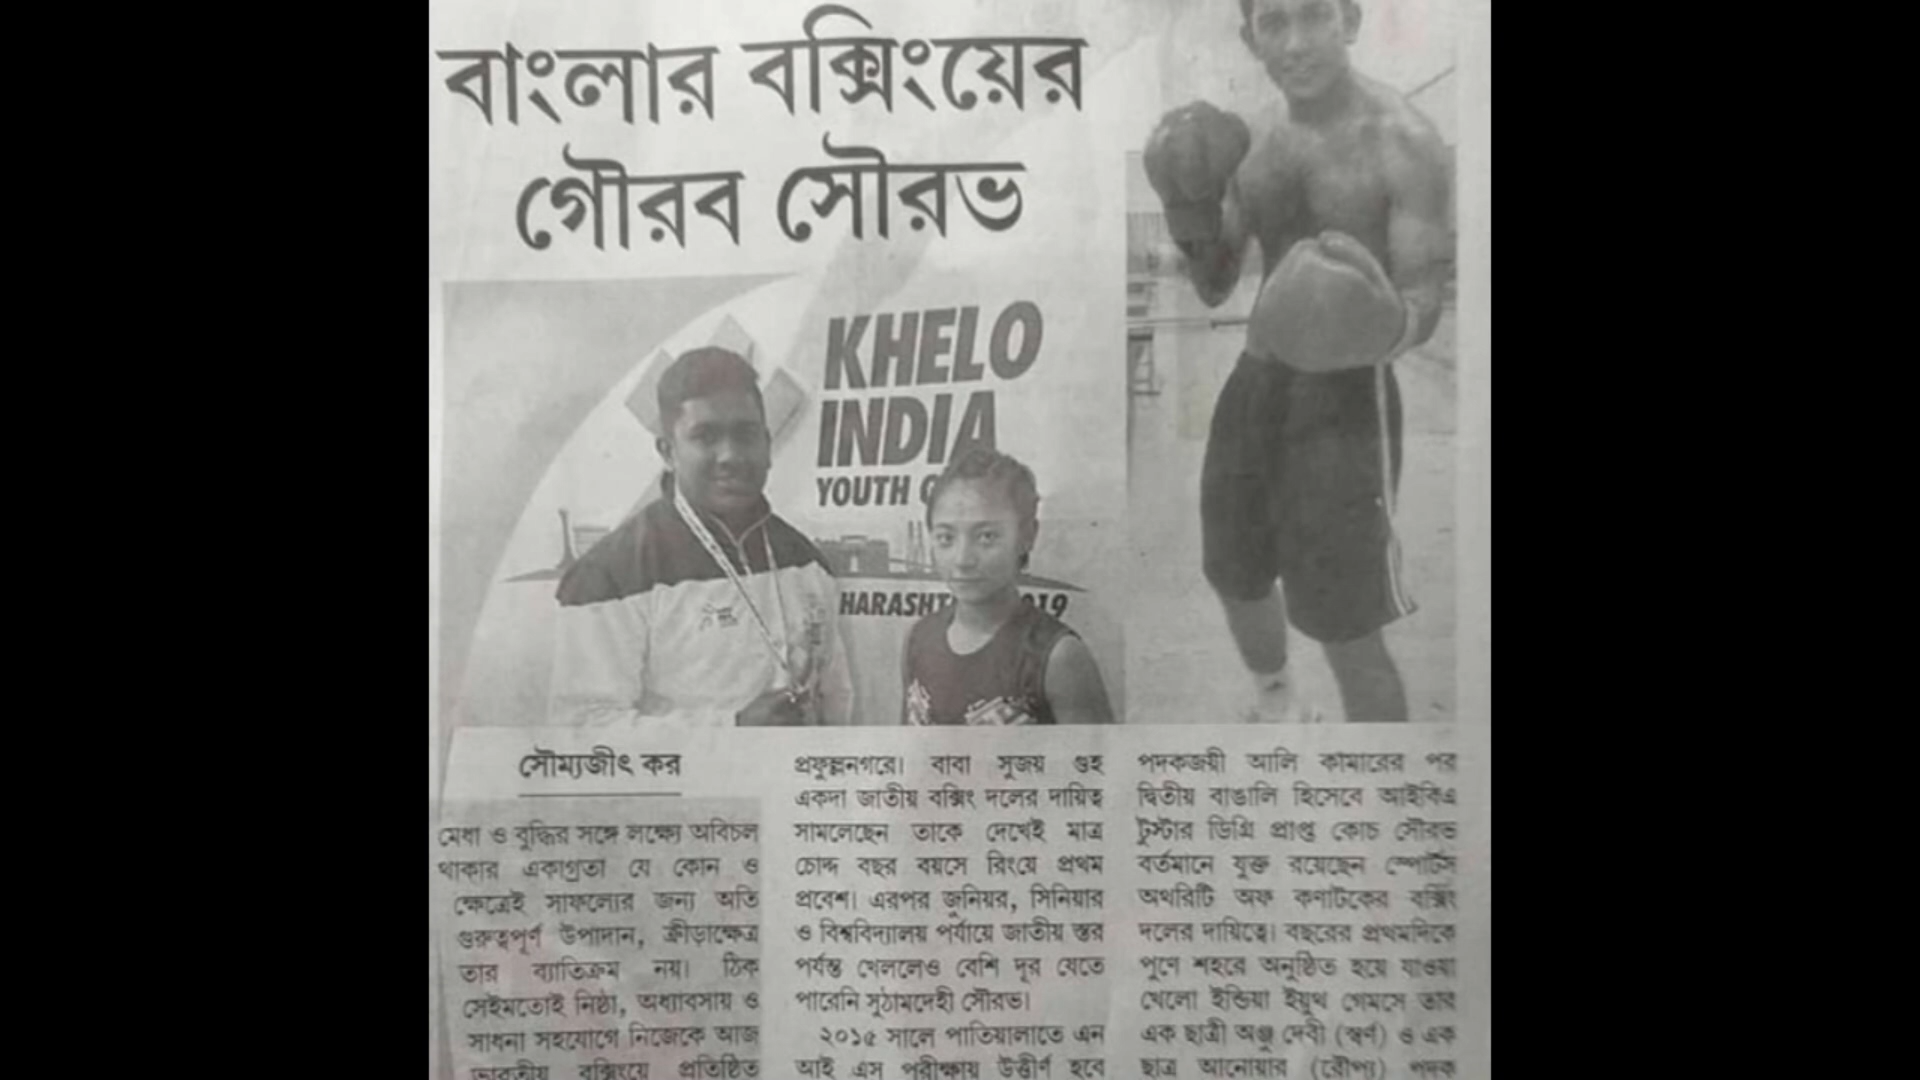 বাংলার বক্সিংয়ের
গৌরব সৌরভ
KHELO
INDIA
YOUTH G
HARASHT 019
সৌম্যজীৎ কর
মেধা ও বুদ্ধির সঙ্গে লক্ষ্যে অবিচল
থাকার একাগ্রতা যে কোন ও
ক্ষেত্রেই সাফল্যের জন্য অতি
গুরুত্বপূর্ণ উপাদান, ক্রীড়াক্ষেত্র
তার ব্যাতিক্রম নয়। ঠিক
সেইমতোই নিষ্ঠা, অধ্যাবসায় ও
সাধনা সহযোগে নিজেকে আজ
ভারতীয় বক্সিংয়ে প্রতিষ্ঠিত
প্রফুল্লনগরে। বাবা সুজয় গুহ
একদা জাতীয় বক্সিং দলের দায়িত্ব
সামলেছেন তাকে দেখেই মাত্র
চোদ্দ বছর বয়সে রিংয়ে প্রথম
প্রবেশ। এরপর জুনিয়র, সিনিয়ার
ও বিশ্ববিদ্যালয় পর্যায়ে জাতীয় স্তর
পর্যন্ত খেললেও বেশি দূর যেতে
পারেনি সুঠামদেহী সৌরভ।
২০১৫ সালে পাতিয়ালাতে এন
আই এস পরীক্ষায় উত্তীর্ণ হবে
পদকজয়ী আলি কামারের পর
দ্বিতীয় বাঙালি হিসেবে আইবিএ
টুস্টার ডিগ্রি প্রাপ্ত কোচ সৌরভ
বর্তমানে যুক্ত রয়েছেন স্পোর্টস
অথরিটি অফ কর্ণাটকের বক্সিং
দলের দায়িত্বে। বছরের প্রথমদিকে
পুণে শহরে অনুষ্ঠিত হয়ে যাওয়া
খেলো ইন্ডিয়া ইয়ুথ গেমসে তার
এক ছাত্রী অঞ্জু দেবী (স্বর্ণ) ও এক
ছাত্র আনোয়ার (রৌপ্য) পদক